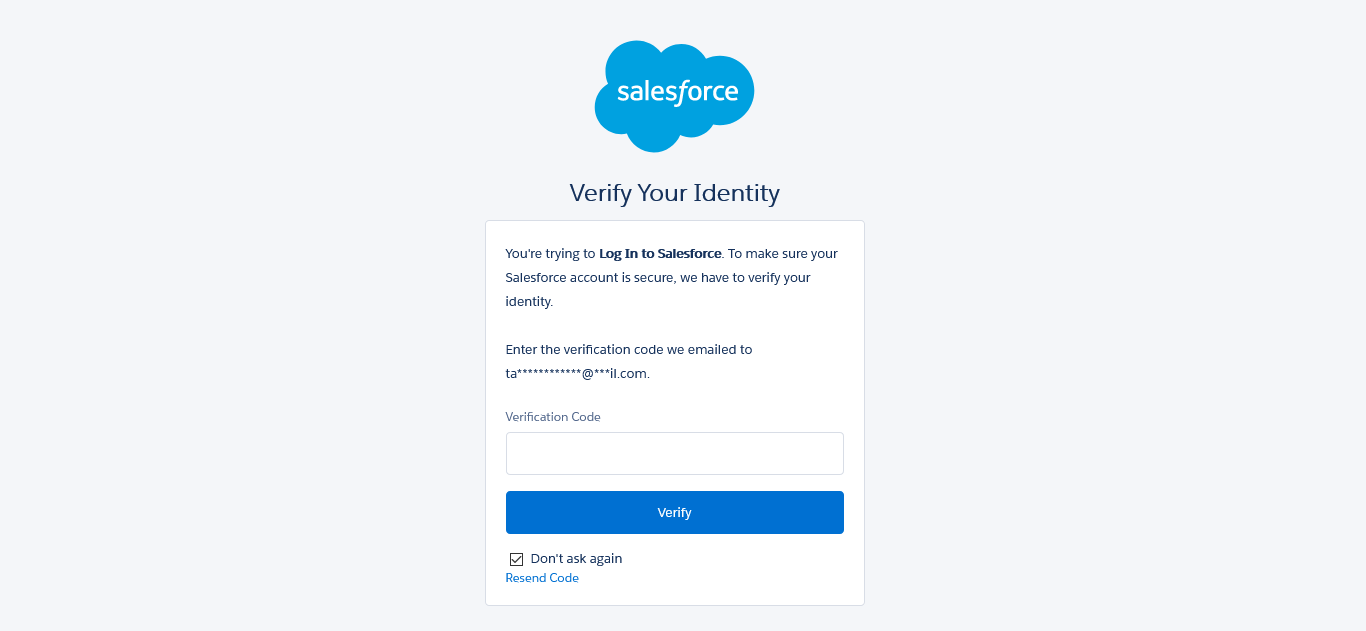 salesforce
Verify Your Identity
You're trying to Log In to Salesforce. To make sure your
Salesforce account is secure, we have to verify your
identity.
Enter the verification code we emailed to
ta************@***il.com.
Verification Code
Verify
Don't ask again
Resend Code